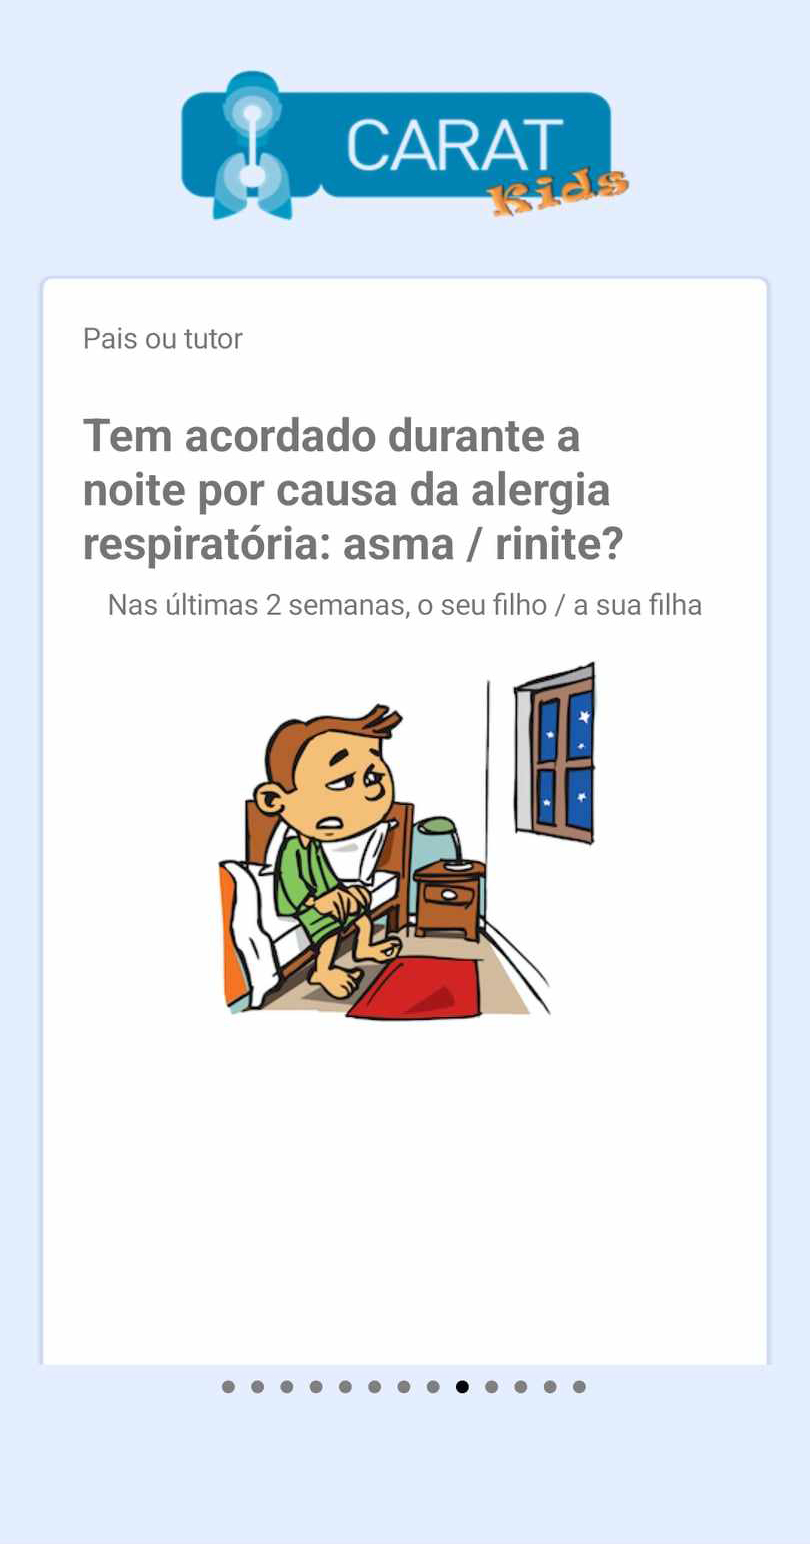 CARAT
Kids
Pais ou tutor
Tem acordado durante a
noite por causa da alergia
respiratória: asma / rinite?
Nas últimas 2 semanas, o seu filho / a sua filha